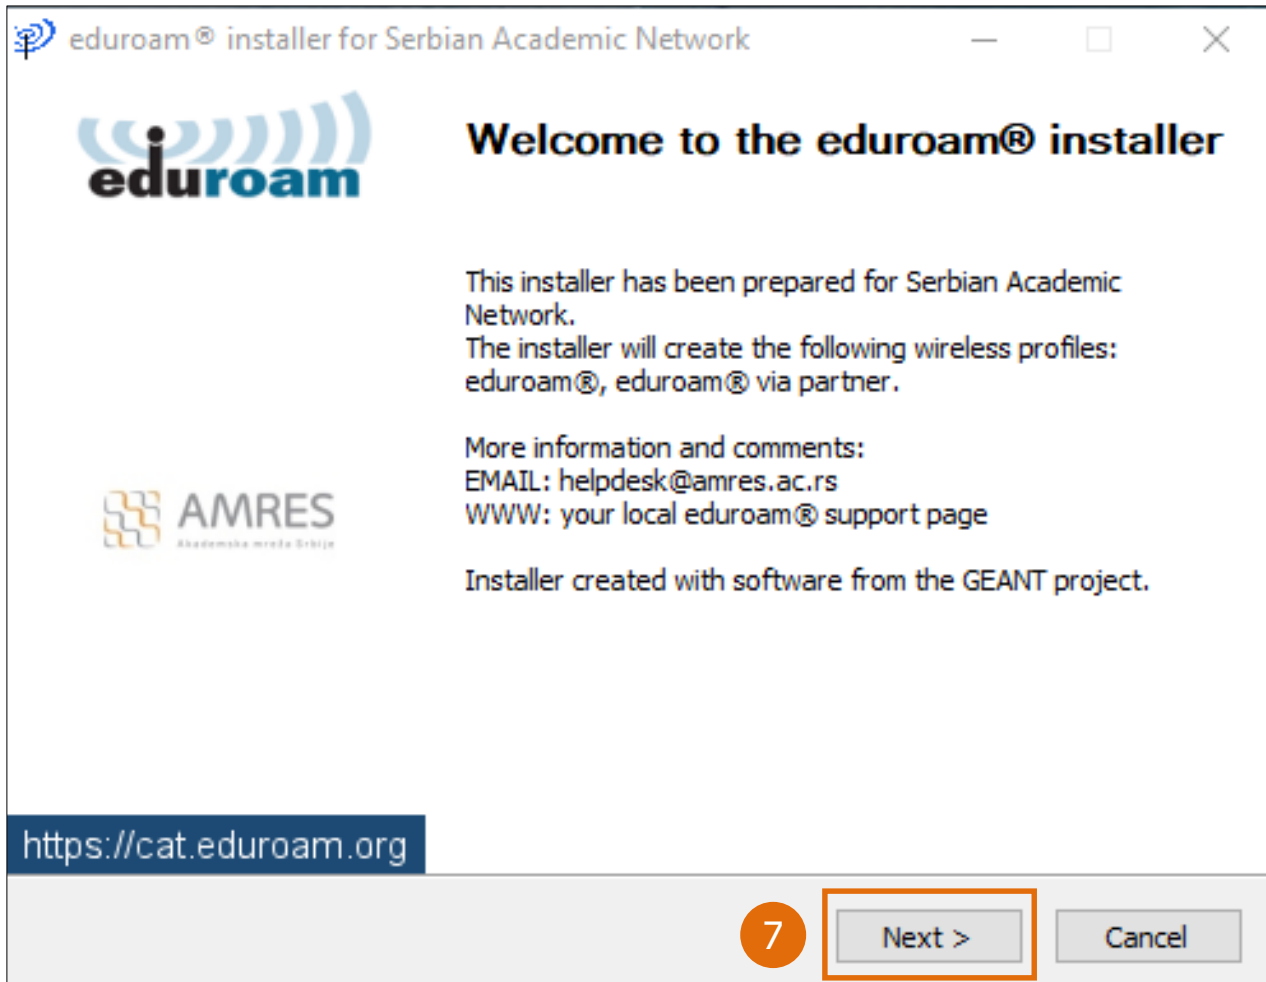 eduroam® installer for Serbian Academic Network
eduroam
Welcome to the eduroam® installer
This installer has been prepared for Serbian Academic
Network.
The installer will create the following wireless profiles:
eduroam®, eduroam® via partner.
More information and comments:
EMAIL: helpdesk@amres.ac.rs
WWW: your local eduroam® support page
AMRES
Akademska mreža Srbije
Installer created with software from the GEANT project.
https://cat.eduroam.org
7
Next >
Cancel